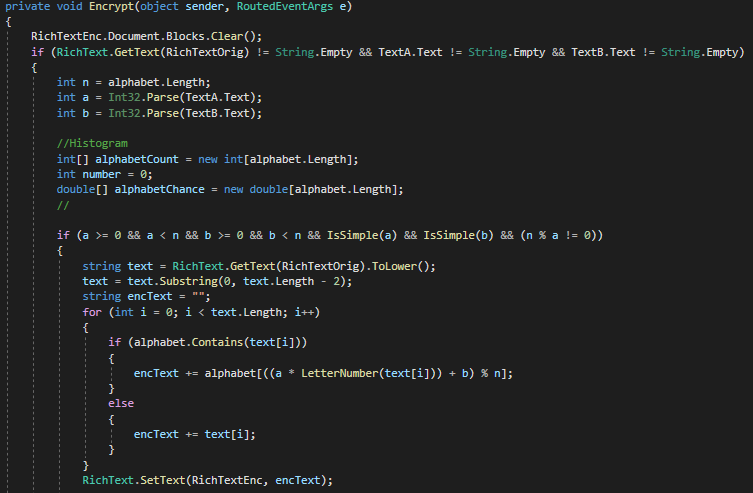 private void Encrypt(object sender, RoutedEventArgs e)
{
RichTextEnc.Document.Blocks.Clear();
if (RichText.GetText(RichTextOrig) != String.Empty && TextA.Text != String.Empty && TextB.Text != String.Empty)
{
int n = alphabet.Length;
int a = Int32.Parse(TextA.Text);
int b = Int32.Parse(TextB.Text);
//Histogram
int[] alphabetCount = new int[alphabet.Length];
int number = 0;
double[] alphabetChance = new double[alphabet.Length];
//
if (a >= 0 && a < n && b >= 0 && b < n && IsSimple(a) && IsSimple(b) && (n % a != 0))
{
string text = RichText.GetText(RichTextOrig).ToLower();
text = text.Substring(0, text.Length - 2);
string encText = "";
for (int i = 0; i < text.Length; i++)
{
if (alphabet.Contains(text[i]))
{
encText += alphabet[((a * LetterNumber(text[i])) + b) % n];
}
else
{
encText += text[i];
}
}
RichText.SetText(RichTextEnc, encText);